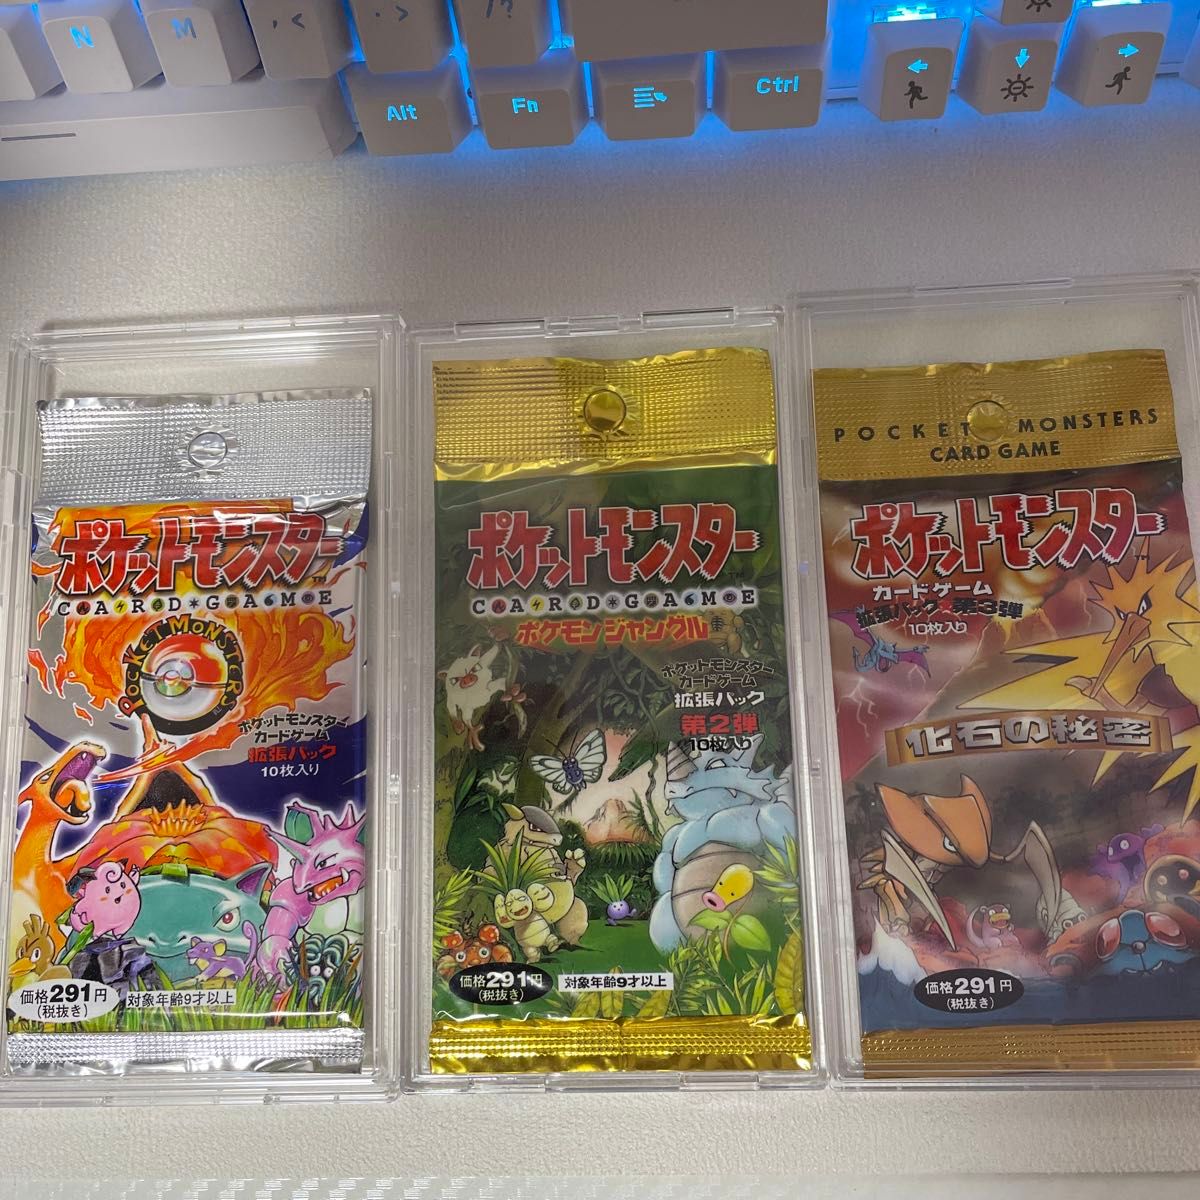 N
M
, <
. >
/ ?
Alt
Fn
Ctrl
ポケットモンスター
TM
CARD GAME
POCKET MONSTERS
ポケットモンスター
カードゲーム
拡張パック
10枚入り
価格291円
(税抜き)
対象年齢9才以上
ポケットモンスター
TM
CARD GAME
ポケモンジャングル
ポケットモンスター
カードゲーム
拡張パック
第2弾
10枚入り
価格291円
(税抜き)
対象年齢9才以上
POCKET MONSTERS
CARD GAME
ポケットモンスター
TM
カードゲーム
拡張パック★第3弾
10枚入り
化石の秘密
価格291円
(税抜き)